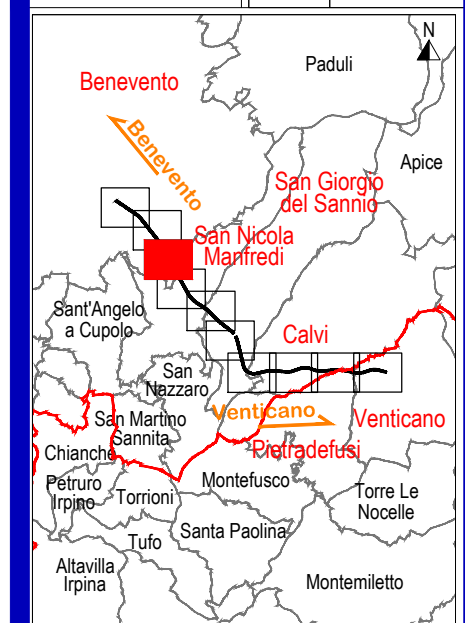 N
Paduli
Benevento
Benevento
Apice
San Giorgio
del Sannio
San Nicola
Manfredi
Sant'Angelo
a Cupolo
Calvi
San
Nazzaro
Venticano
Venticano
San Martino
Sannita
Pietradefusi
Chianche
Montefusco
Petruro
Irpino
Torrioni
Torre Le
Nocelle
Santa Paolina
Tufo
Altavilla
Irpina
Montemiletto